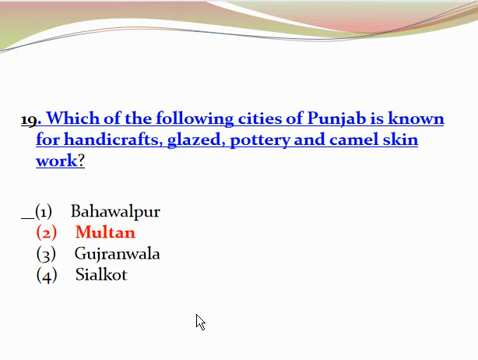 19. Which of the following cities of Punjab is known
for handicrafts, glazed, pottery and camel skin
work?
_(1) Bahawalpur
(2) Multan
(3) Gujranwala
(4) Sialkot